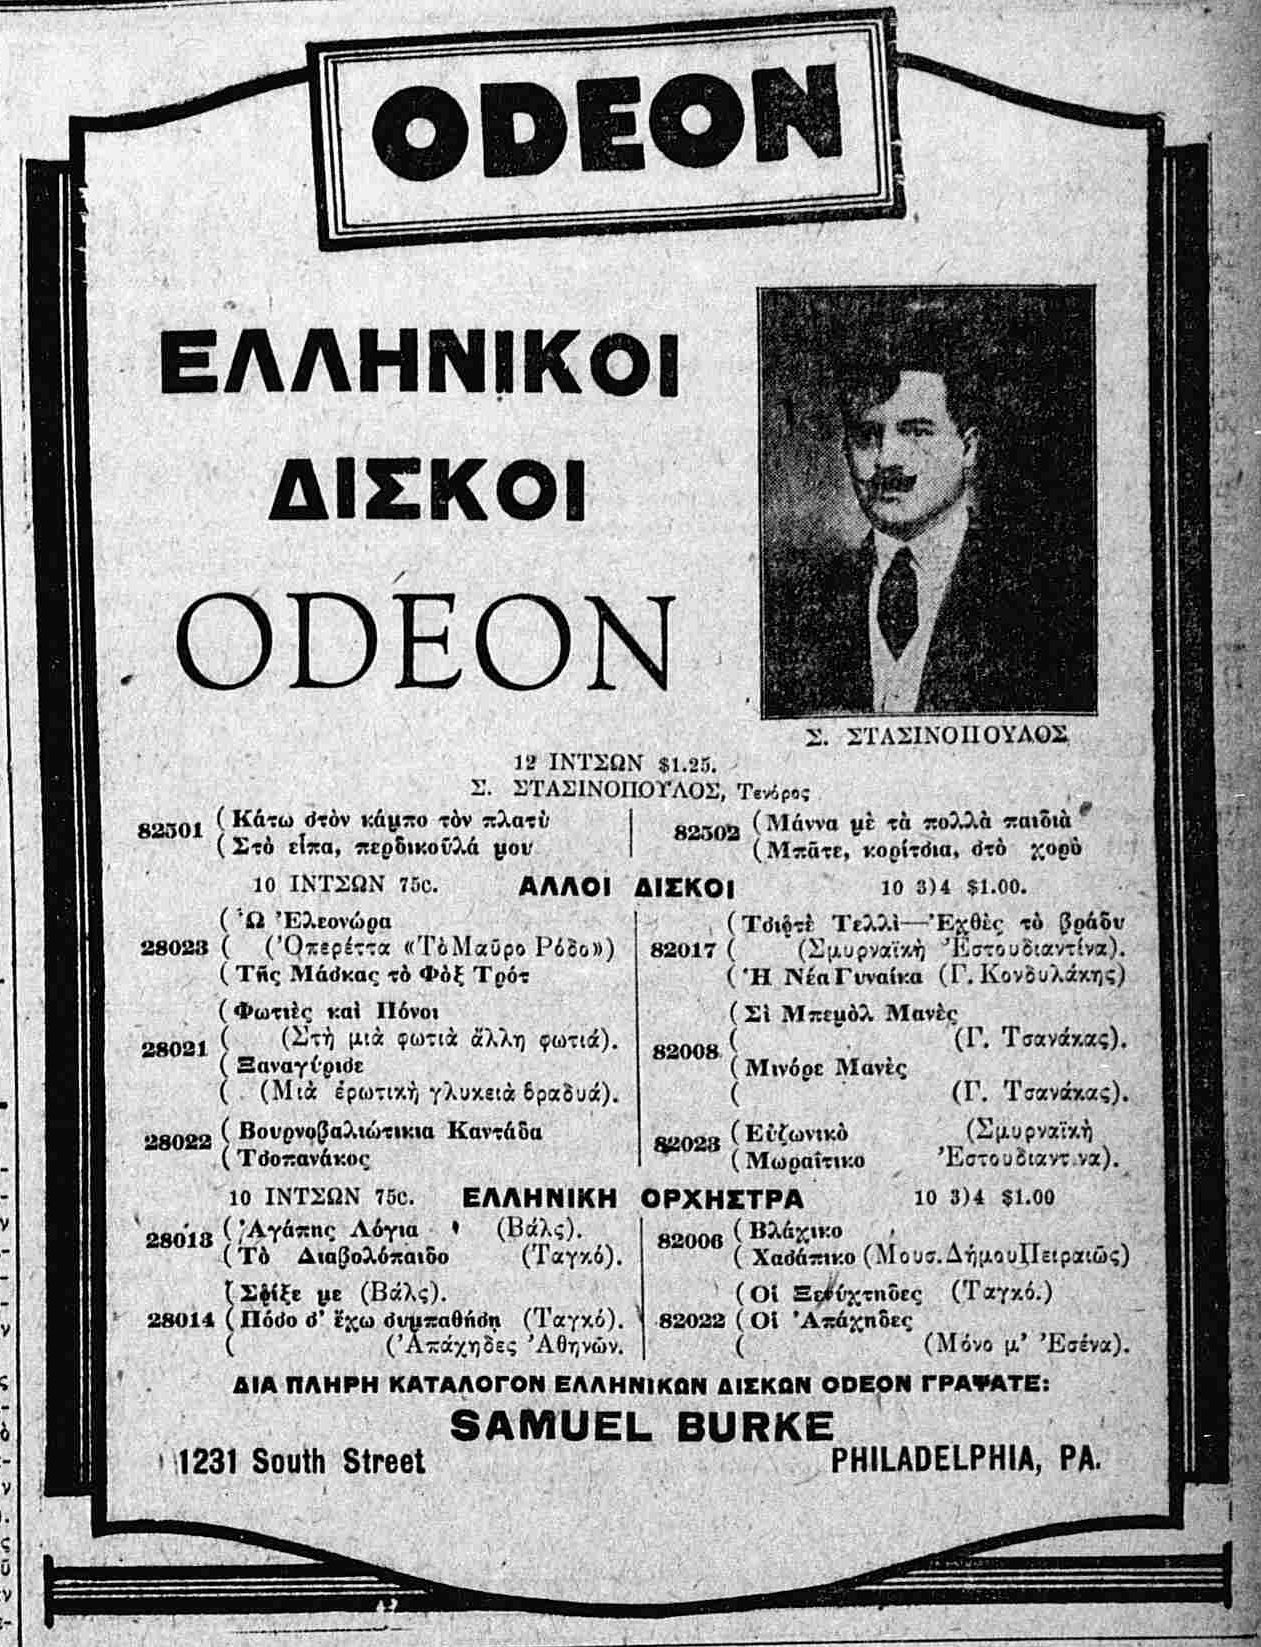 ODEON
ΕΛΛΗΝΙΚΟΙ
ΔΙΣΚΟΙ
ODEON
Σ. ΣΤΑΣΙΝΟΠΟΥΛΟΣ
12 ΙΝΤΣΩΝ $1.25.
Σ. ΣΤΑΣΙΝΟΠΟΥΛΟΣ, Τενόρος
82501 (Κάτω στὸν κάμπο τὸν πλατὺ
(Στὸ εἶπα, περδικοῦλά μου
82502 (Μάννα μὲ τὰ πολλὰ παιδιὰ
(Μπᾶτε, κορίτσια, στὸ χορὸ
10 ΙΝΤΣΩΝ 75c. ΑΛΛΟΙ ΔΙΣΚΟΙ 10 3)4 $1.00.
(Ὢ Ἐλεονώρα
28023 ( (Ὀπερέττα «Τὸ Μαῦρο Ρόδο»)
(Τῆς Μάσκας τὸ Φὸξ Τρότ
(Φωτιὲς καὶ Πόνοι
( (Στὴ μιὰ φωτιὰ ἄλλη φωτιά).
28021 (Ξαναγύρισε
( (Μιὰ ἐρωτικὴ γλυκειὰ βραδυά).
28022 (Βουρνοβαλιώτικια Καντάδα
(Τσοπανάκος
(Τσιφτὲ Τελλὶ—Ἐχθὲς τὸ βράδυ
82017 ( (Σμυρναϊκὴ Ἐστουδιαντίνα).
(Ἡ Νέα Γυναίκα (Γ. Κονδυλάκης)
(Σὶ Μπεμὸλ Μανὲς
82008 ( (Γ. Τσανάκας).
(Μινόρε Μανὲς
( (Γ. Τσανάκας).
82023 (Εὐζωνικὸ (Σμυρναϊκὴ
(Μωραΐτικο Ἐστουδιαντ.να).
10 ΙΝΤΣΩΝ 75c. ΕΛΛΗΝΙΚΗ ΟΡΧΗΣΤΡΑ 10 3)4 $1.00
28013 (Ἀγάπης Λόγια (Βάλς).
(Τὸ Διαβολόπαιδο (Ταγκό).
(Σφίξε με (Βάλς).
28014 (Πόσο σ' ἔχω συμπαθήση (Ταγκό).
( (Ἀπάχηδες Ἀθηνῶν.
82006 (Βλάχικο
(Χασάπικο (Μουσ. Δήμου Πειραιῶς)
(Οἱ Ξενύχτηδες (Ταγκό.)
82022 (Οἱ Ἀπάχηδες
( (Μόνο μ' Ἐσένα).
ΔΙΑ ΠΛΗΡΗ ΚΑΤΑΛΟΓΟΝ ΕΛΛΗΝΙΚΩΝ ΔΙΣΚΩΝ ODEON ΓΡΑΨΑΤΕ:
SAMUEL BURKE
1231 South Street PHILADELPHIA, PA.